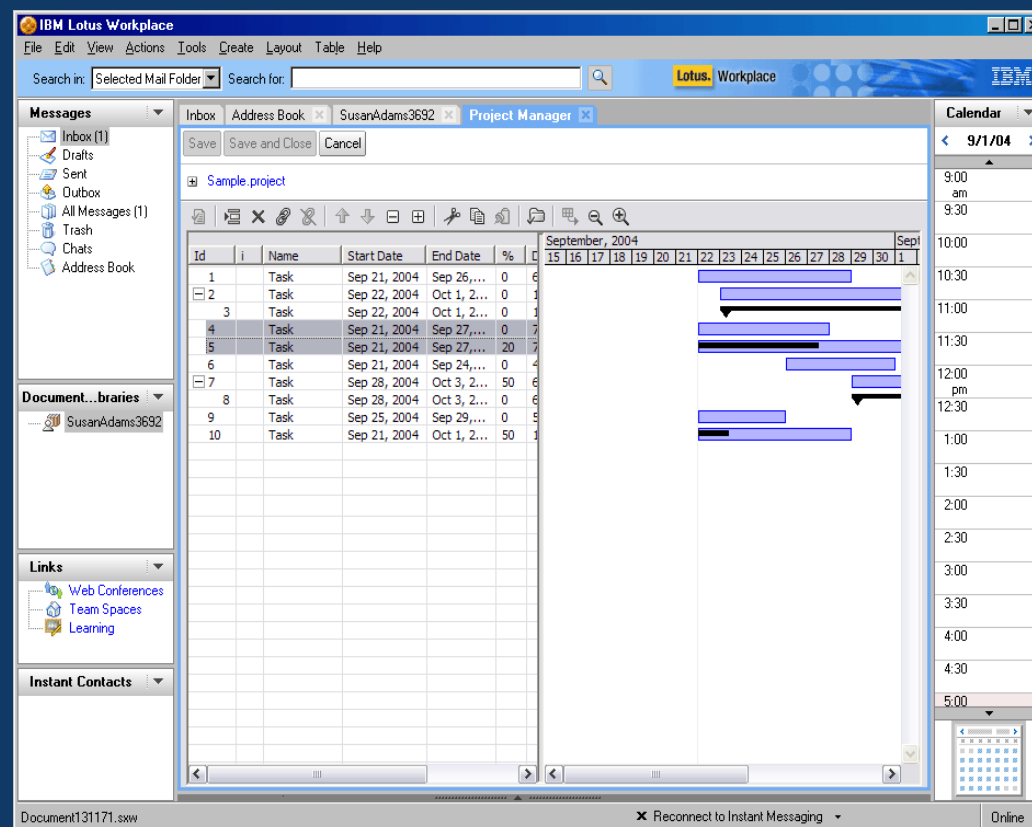 IBM Lotus Workplace
File Edit View Actions Tools Create Layout Table Help
Search in: Selected Mail Folder Search for: Lotus. Workplace IBM
Messages
Inbox (1)
Drafts
Sent
Outbox
All Messages (1)
Trash
Chats
Address Book
Document...braries
SusanAdams3692
Links
Web Conferences
Team Spaces
Learning
Instant Contacts
Inbox Address Book SusanAdams3692 Project Manager
Save Save and Close Cancel
Sample.project
September, 2004 Sept
Id i Name Start Date End Date % D 15 16 17 18 19 20 21 22 23 24 25 26 27 28 29 30 1
1 Task Sep 21, 2004 Sep 26,... 0 6
2 Task Sep 22, 2004 Oct 1, 2... 0 1
3 Task Sep 22, 2004 Oct 1, 2... 0 1
4 Task Sep 21, 2004 Sep 27,... 0 7
5 Task Sep 21, 2004 Sep 27,... 20 7
6 Task Sep 21, 2004 Sep 24,... 0 4
7 Task Sep 28, 2004 Oct 3, 2... 50 6
8 Task Sep 28, 2004 Oct 3, 2... 0 6
9 Task Sep 25, 2004 Sep 29,... 0 5
10 Task Sep 21, 2004 Oct 1, 2... 50 1
Calendar
9/1/04
9:00
am
9:30
10:00
10:30
11:00
11:30
12:00
pm
12:30
1:00
1:30
2:00
2:30
3:00
3:30
4:00
4:30
5:00
Document131171.sxw Reconnect to Instant Messaging Online